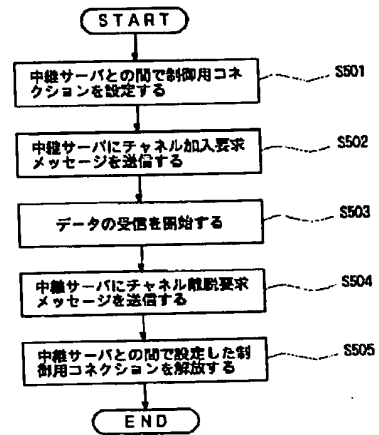 START
中継サーバとの間で制御用コネ
クションを設定する
S501
中継サーバにチャネル加入要求
メッセージを送信する
S502
データの受信を開始する
S503
中継サーバにチャネル離脱要求
メッセージを送信する
S504
中継サーバとの間で設定した制
御用コネクションを解放する
S505
END